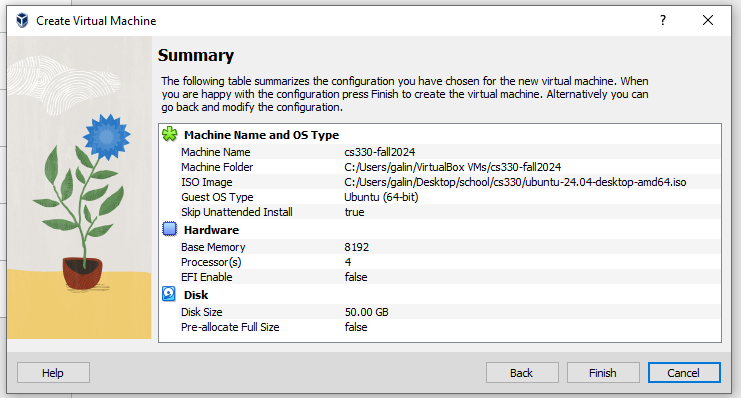 Create Virtual Machine
?
Summary
The following table summarizes the configuration you have chosen for the new virtual machine. When
you are happy with the configuration press Finish to create the virtual machine. Alternatively you can
go back and modify the configuration.
Machine Name and OS Type
Machine Name cs330-fall2024
Machine Folder C:/Users/galin/VirtualBox VMs/cs330-fall2024
ISO Image C:/Users/galin/Desktop/school/cs330/ubuntu-24.04-desktop-amd64.iso
Guest OS Type Ubuntu (64-bit)
Skip Unattended Install true
Hardware
Base Memory 8192
Processor(s) 4
EFI Enable false
Disk
Disk Size 50.00 GB
Pre-allocate Full Size false
Help Back Finish Cancel